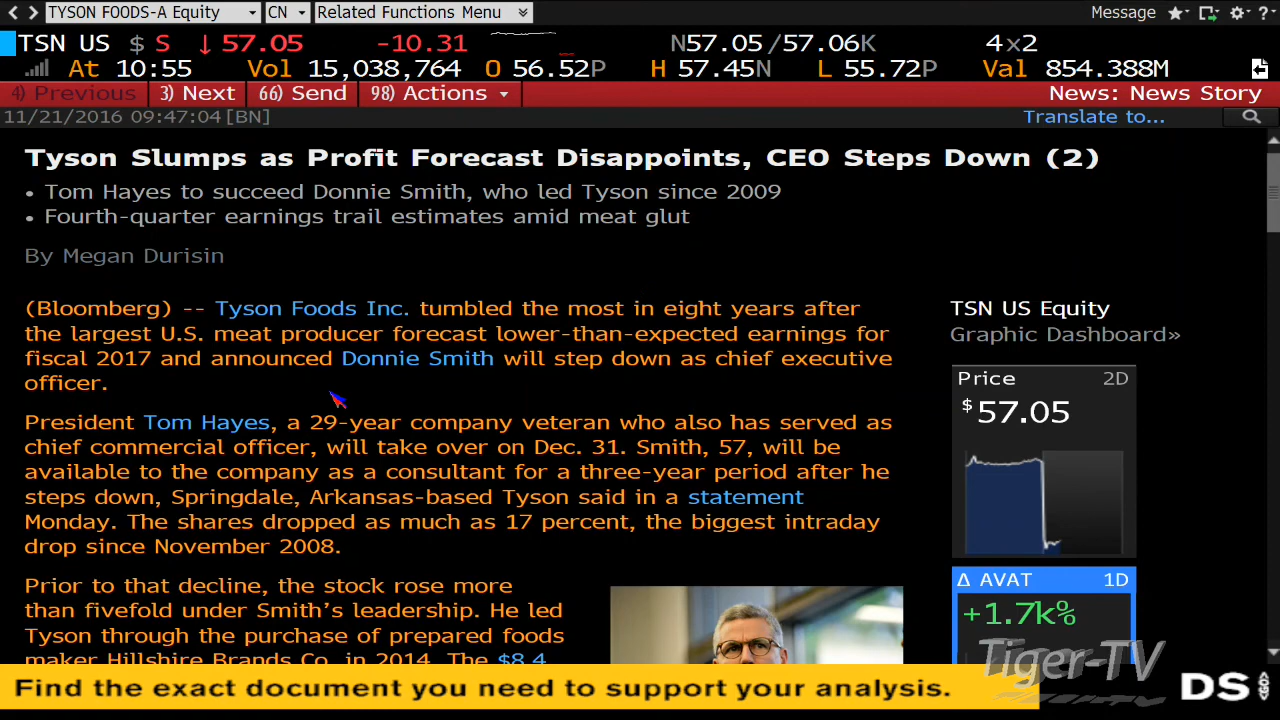 TYSON FOODS-A Equity CN Related Functions Menu Message ?
TSN US $ S ↓ 57.05 -10.31 N57.05/57.06K 4x2
At 10:55 Vol 15,038,764 O 56.52P H 57.45N L 55.72P Val 854.388M
4) Previous 3) Next 66) Send 98) Actions News: News Story
11/21/2016 09:47:04 [BN] Translate to...
Tyson Slumps as Profit Forecast Disappoints, CEO Steps Down (2)
• Tom Hayes to succeed Donnie Smith, who led Tyson since 2009
• Fourth-quarter earnings trail estimates amid meat glut
By Megan Durisin
(Bloomberg) -- Tyson Foods Inc. tumbled the most in eight years after
the largest U.S. meat producer forecast lower-than-expected earnings for
fiscal 2017 and announced Donnie Smith will step down as chief executive
officer.
President Tom Hayes, a 29-year company veteran who also has served as
chief commercial officer, will take over on Dec. 31. Smith, 57, will be
available to the company as a consultant for a three-year period after he
steps down, Springdale, Arkansas-based Tyson said in a statement
Monday. The shares dropped as much as 17 percent, the biggest intraday
drop since November 2008.
Prior to that decline, the stock rose more
than fivefold under Smith's leadership. He led
Tyson through the purchase of prepared foods
maker Hillshire Brands Co. in 2014. The $8.4
TSN US Equity
Graphic Dashboard»
Price 2D
$57.05
Δ AVAT 1D
+1.7k%
Tiger-TV
Find the exact document you need to support your analysis.
DS